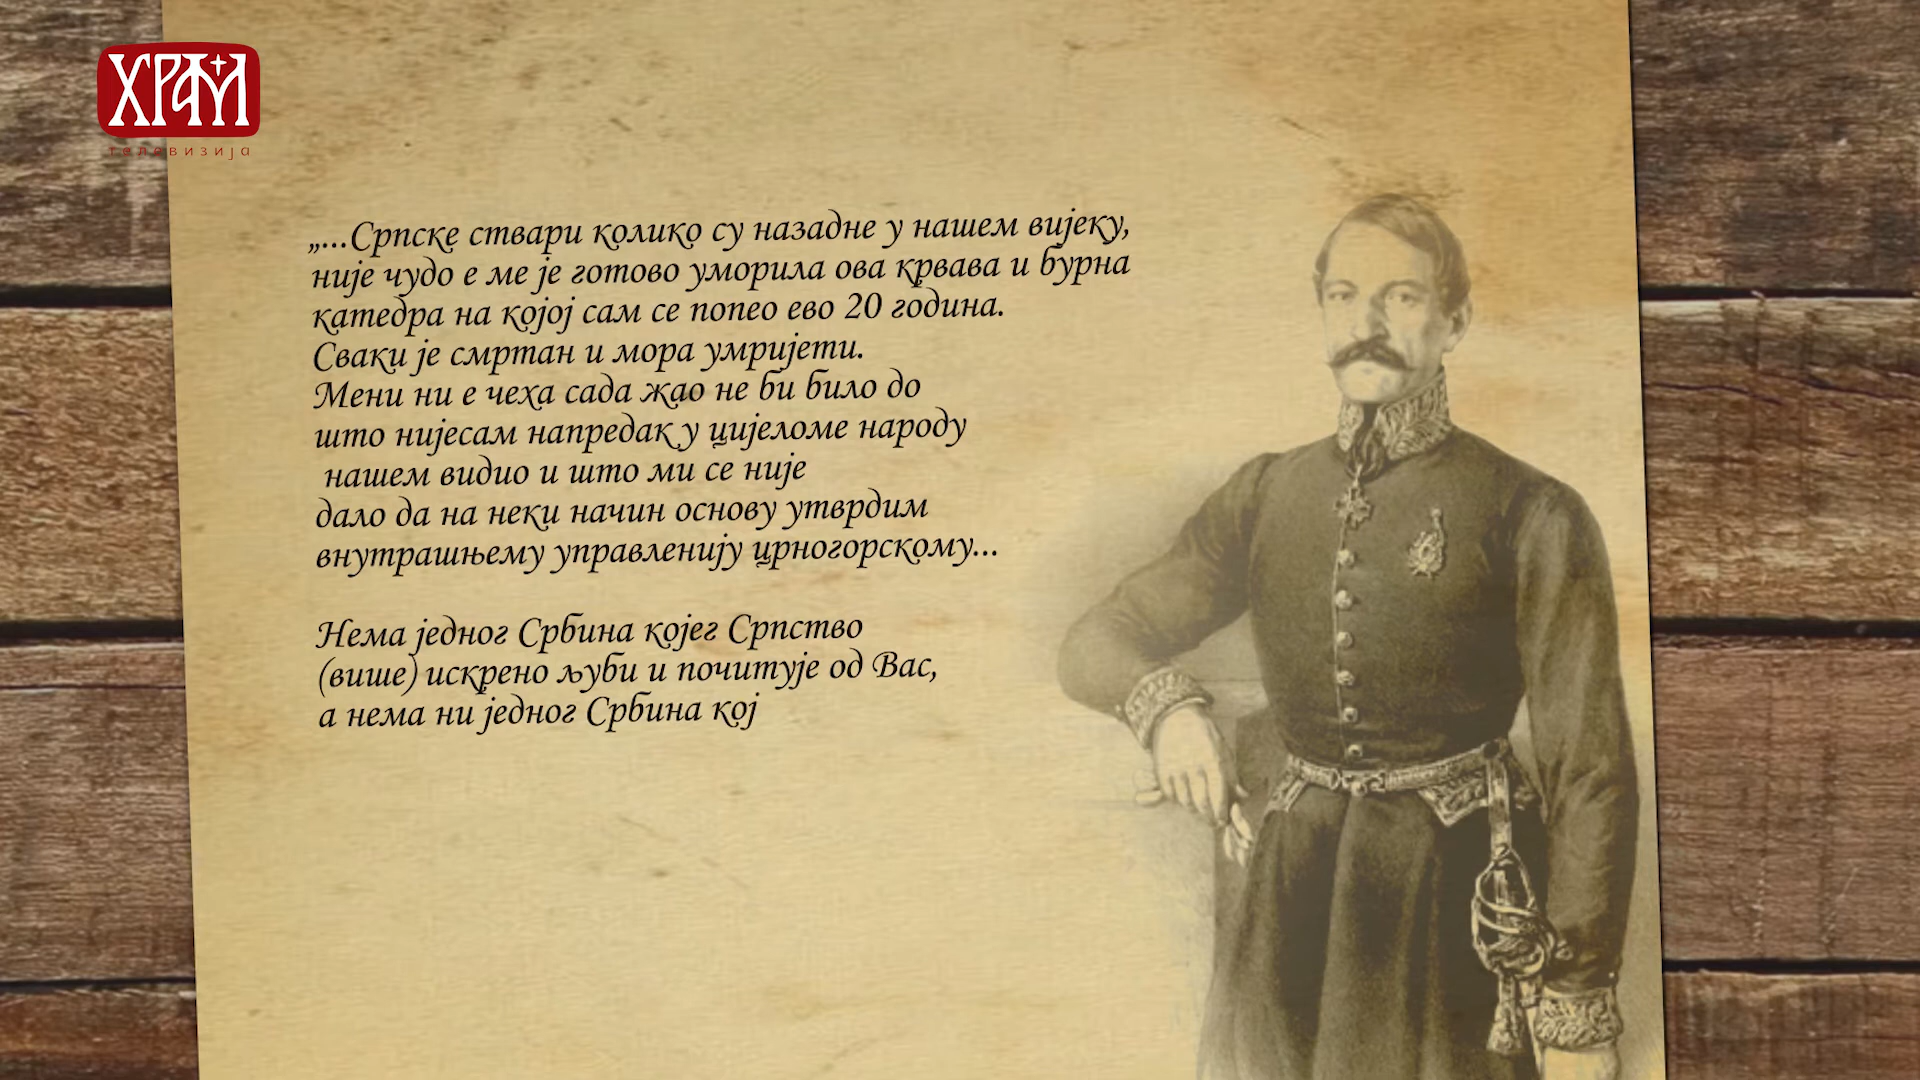 ХРАМ
телевизија
„...Српске ствари колико су назадне у нашем вијеку,
није чудо е ме је готово уморила ова крвава и бурна
катедра на којој сам се попео ево 20 година.
Сваки је смртан и мора умријети.
Мени ни е чеха сада жао не би било до
што нијесам напредак у цијеломе народу
нашем видио и што ми се није
дало да на неки начин основу утврдим
внутрашњему управленију црногорскому...
Нема једног Србина којег Српство
(више) искрено љуби и почитује од Вас,
а нема ни једног Србина кој